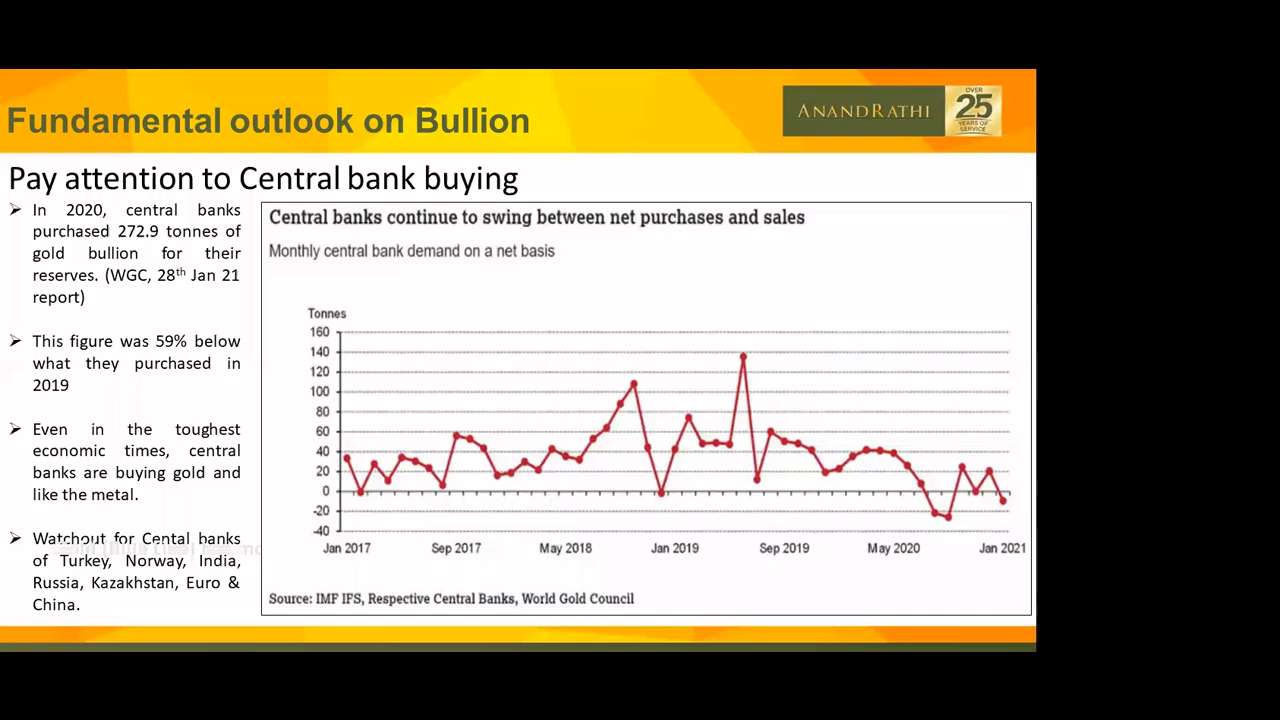 Fundamental outlook on Bullion
ANANDRATHI
OVER
25
YEARS OF
SERVICE
Pay attention to Central bank buying
➢ In 2020, central banks
purchased 272.9 tonnes of
gold bullion for their
reserves. (WGC, 28th Jan 21
report)
➢ This figure was 59% below
what they purchased in
2019
➢ Even in the toughest
economic times, central
banks are buying gold and
like the metal.
➢ Watchout for Cental banks
of Turkey, Norway, India,
Russia, Kazakhstan, Euro &
China.
Central banks continue to swing between net purchases and sales
Monthly central bank demand on a net basis
Tonnes
160
140
120
100
80
60
40
20
0
-20
-40
Jan 2017 Sep 2017 May 2018 Jan 2019 Sep 2019 May 2020 Jan 2021
Source: IMF IFS, Respective Central Banks, World Gold Council